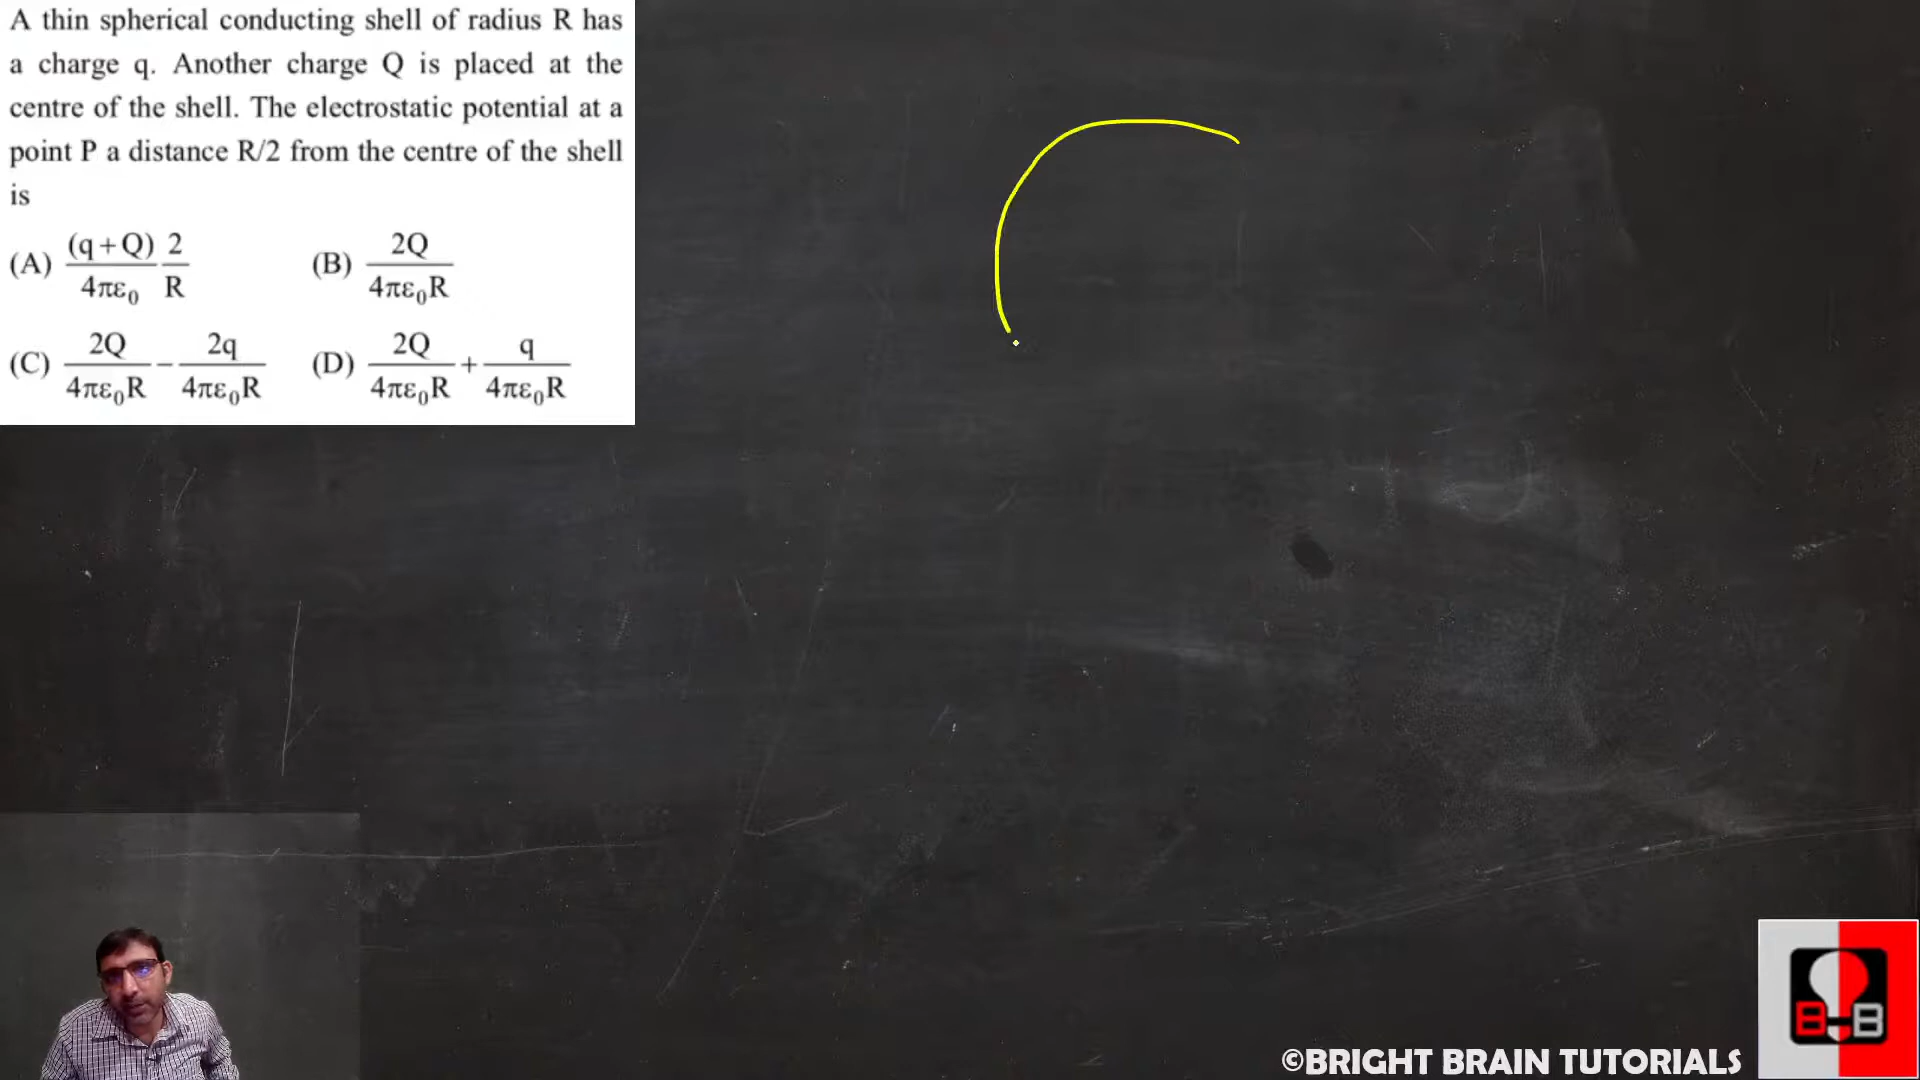 A thin spherical conducting shell of radius R has
a charge q. Another charge Q is placed at the
centre of the shell. The electrostatic potential at a
point P a distance R/2 from the centre of the shell
is
(A) (q+Q)/4πε₀ 2/R (B) 2Q/4πε₀R
(C) 2Q/4πε₀R − 2q/4πε₀R (D) 2Q/4πε₀R + q/4πε₀R
B B
©BRIGHT BRAIN TUTORIALS